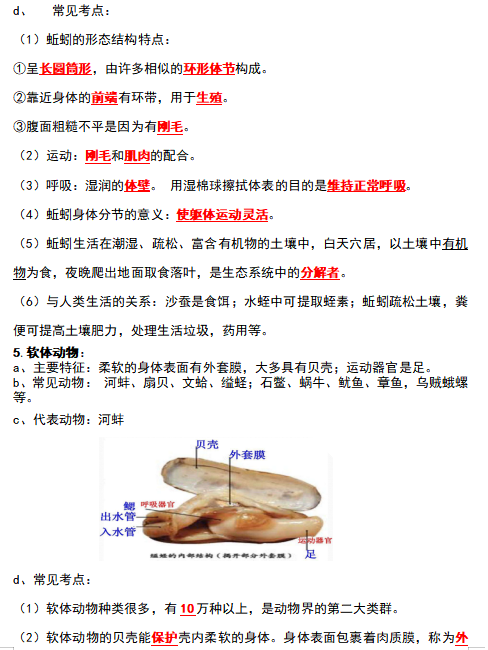 d、 常见考点：
（1）蚯蚓的形态结构特点：
①呈长圆筒形，由许多相似的环形体节构成。
②靠近身体的前端有环带，用于生殖。
③腹面粗糙不平是因为有刚毛。
（2）运动：刚毛和肌肉的配合。
（3）呼吸：湿润的体壁。 用湿棉球擦拭体表的目的是维持正常呼吸。
（4）蚯蚓身体分节的意义：使躯体运动灵活。
（5）蚯蚓生活在潮湿、疏松、富含有机物的土壤中，白天穴居，以土壤中有机
物为食，夜晚爬出地面取食落叶，是生态系统中的分解者。
（6）与人类生活的关系：沙蚕是食饵；水蛭中可提取蛭素；蚯蚓疏松土壤，粪
便可提高土壤肥力，处理生活垃圾，药用等。
5.软体动物：
a、主要特征：柔软的身体表面有外套膜，大多具有贝壳；运动器官是足。
b、常见动物： 河蚌、扇贝、文蛤、缢蛏；石鳖、蜗牛、鱿鱼、章鱼，乌贼蛾螺
等。
c、代表动物：河蚌
贝壳
外套膜
鳃 呼吸器官
出水管
入水管
运动器官
足
缢蛏的内部结构（揭开部分外套膜）
d、常见考点：
（1）软体动物种类很多，有10万种以上，是动物界的第二大类群。
（2）软体动物的贝壳能保护壳内柔软的身体。身体表面包裹着肉质膜，称为外